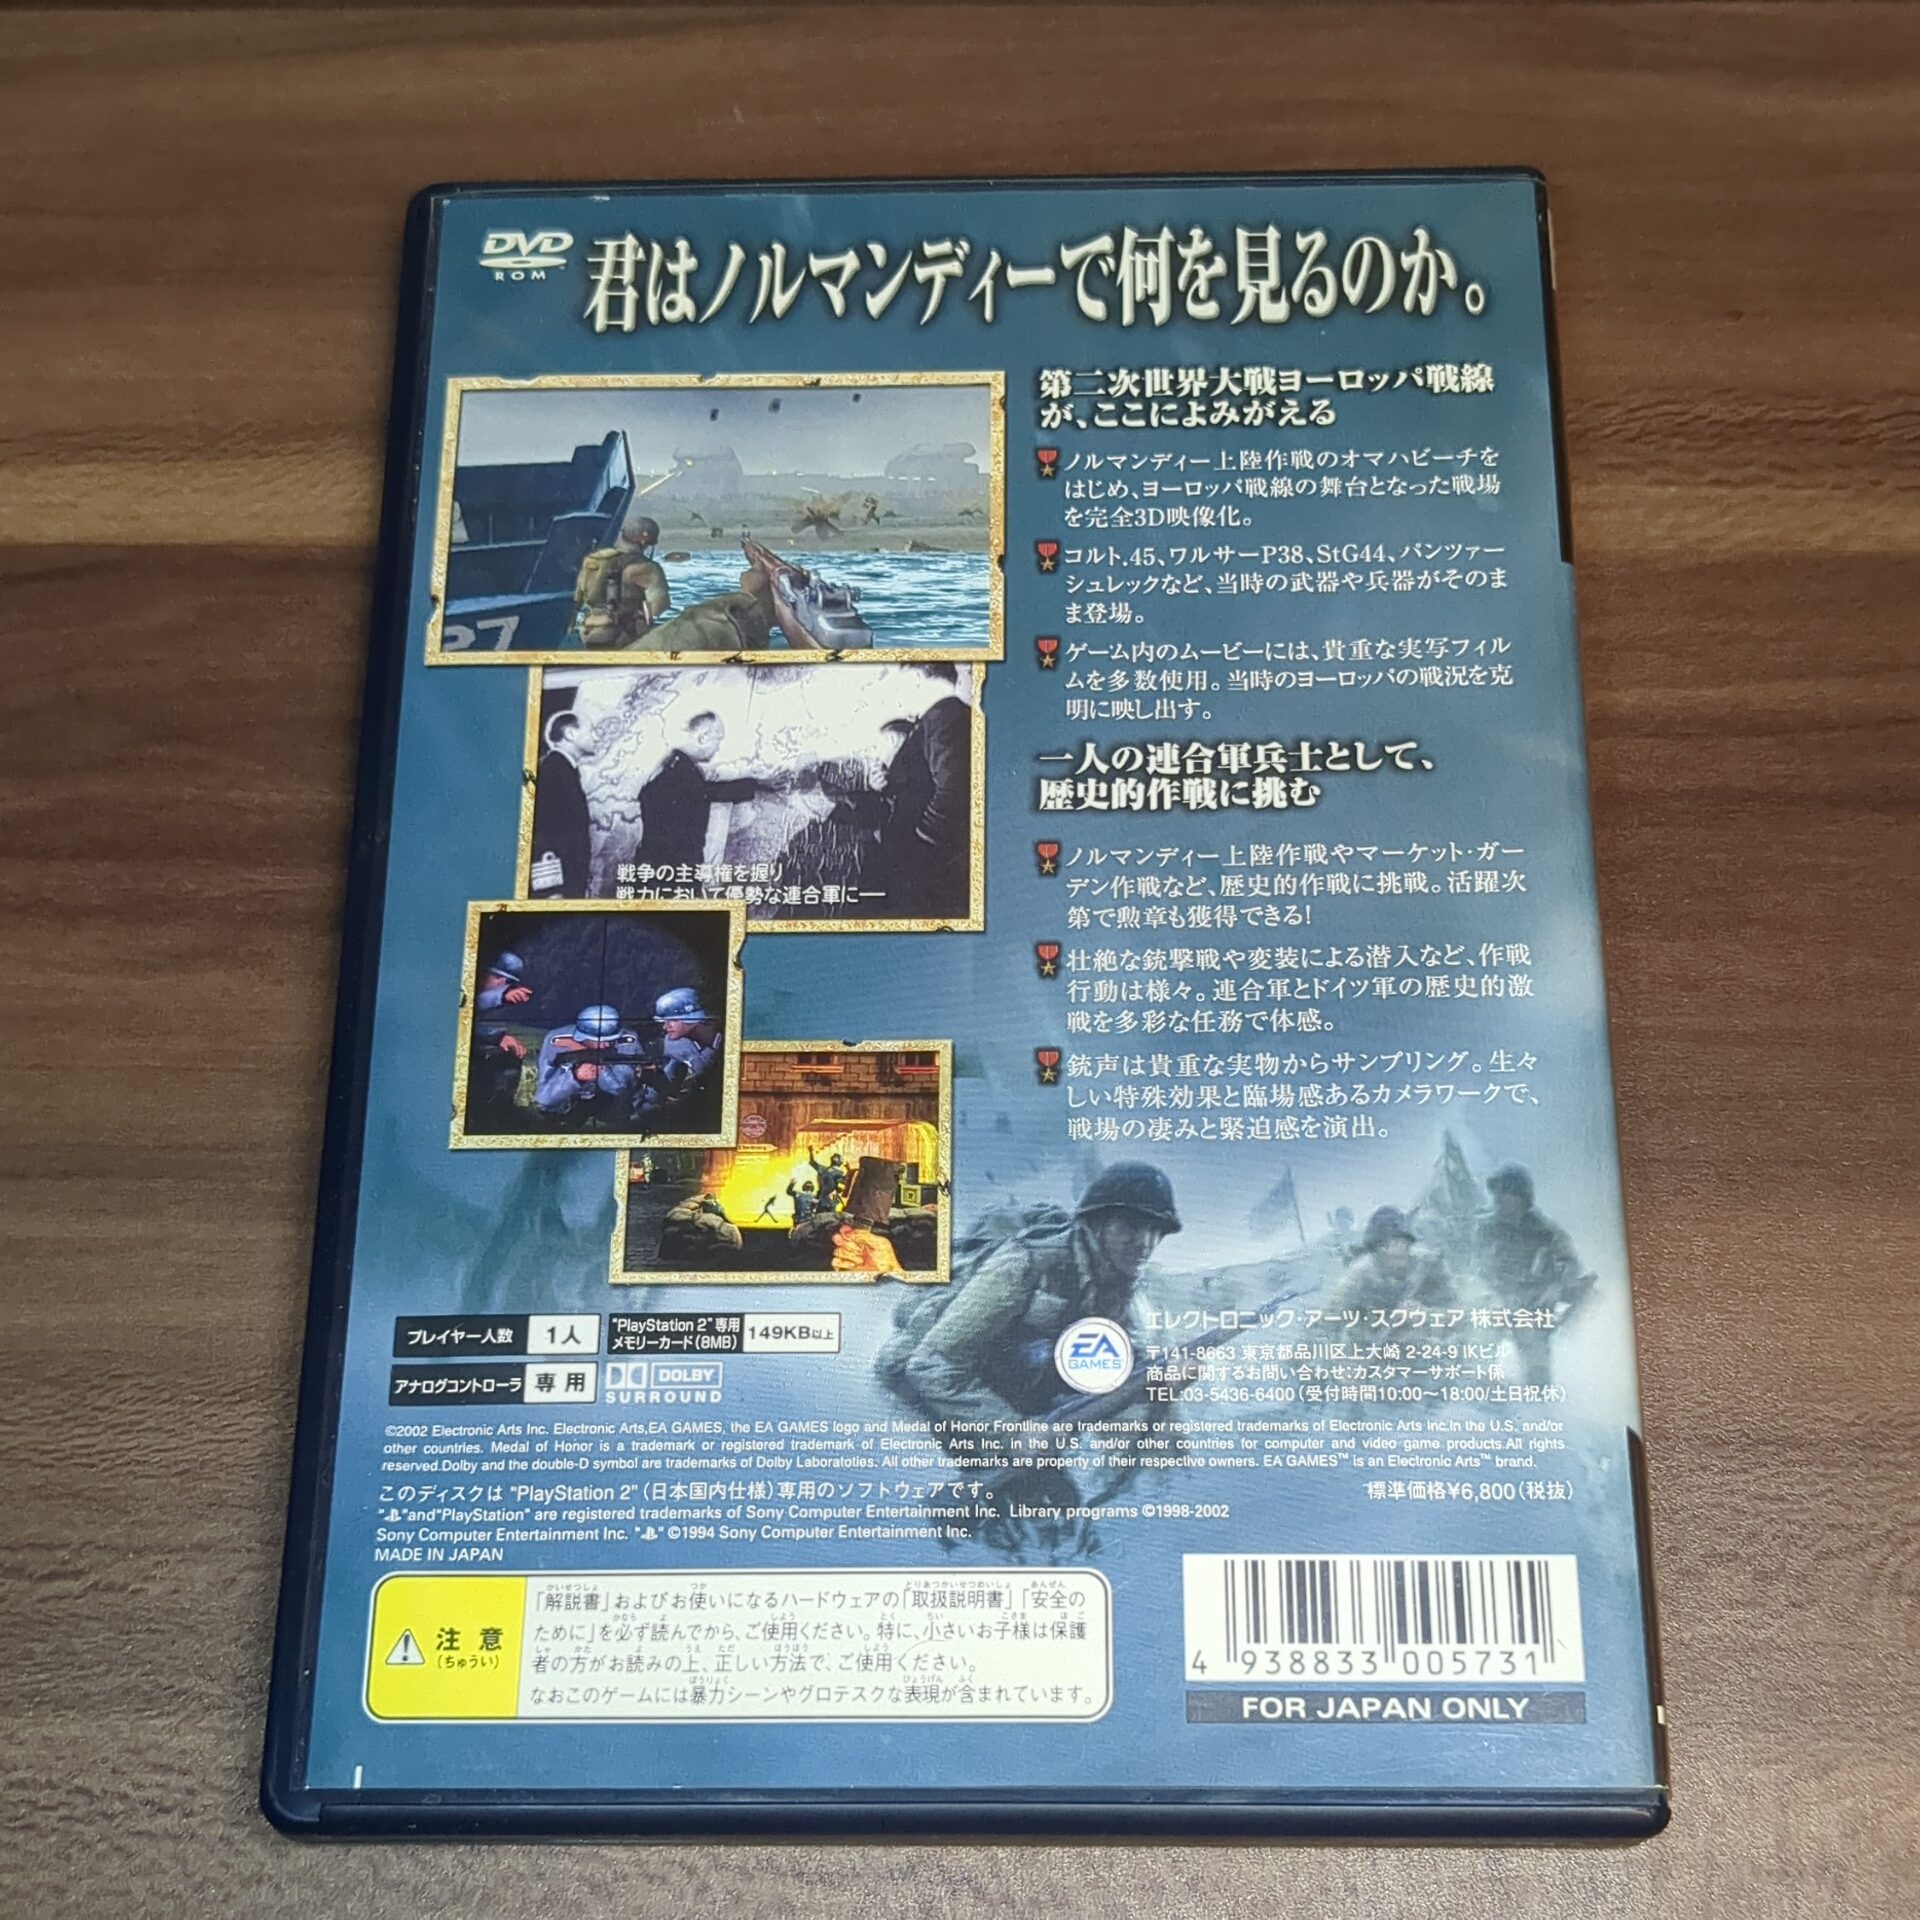 DVD
ROM
君はノルマンディーで何を見るのか。
第二次世界大戦ヨーロッパ戦線
が、ここによみがえる
ノルマンディー上陸作戦のオマハビーチを
はじめ、ヨーロッパ戦線の舞台となった戦場
を完全3D映像化。
コルト.45、ワルサーP38、StG44、パンツァー
シュレックなど、当時の武器や兵器がそのま
ま登場。
ゲーム内のムービーには、貴重な実写フィル
ムを多数使用。当時のヨーロッパの戦況を克
明に映し出す。
一人の連合軍兵士として、
歴史的作戦に挑む
ノルマンディー上陸作戦やマーケット・ガー
デン作戦など、歴史的作戦に挑戦。活躍次
第で勲章も獲得できる!
壮絶な銃撃戦や変装による潜入など、作戦
行動は様々。連合軍とドイツ軍の歴史的激
戦を多彩な任務で体感。
銃声は貴重な実物からサンプリング。生々
しい特殊効果と臨場感あるカメラワークで、
戦場の凄みと緊迫感を演出。
27
戦争の主導権を握り
戦力において優勢な連合軍に──
プレイヤー人数 1人
"PlayStation 2"専用
メモリーカード(8MB) 149KB以上
アナログコントローラ 専用
DOLBY
SURROUND
EA
GAMES
エレクトロニック・アーツ・スクウェア 株式会社
〒141-8663 東京都品川区上大崎 2-24-9 IKビル
商品に関するお問い合わせ:カスタマーサポート係
TEL:03-5436-6400(受付時間10:00～18:00/土日祝休)
©2002 Electronic Arts Inc. Electronic Arts,EA GAMES, the EA GAMES logo and Medal of Honor Frontline are trademarks or registered trademarks of Electronic Arts Inc.in the U.S. and/or
other countries. Medal of Honor is a trademark or registered trademark of Electronic Arts Inc. in the U.S. and/or other countries for computer and video game products.All rights
reserved.Dolby and the double-D symbol are trademarks of Dolby Laboratoties. All other trademarks are property of their respective owners. EA GAMES™ is an Electronic Arts™ brand.
このディスクは "PlayStation 2"(日本国内仕様)専用のソフトウェアです。
標準価格¥6,800(税抜)
" "and"PlayStation" are registered trademarks of Sony Computer Entertainment Inc. Library programs ©1998-2002
Sony Computer Entertainment Inc. " " ©1994 Sony Computer Entertainment Inc.
MADE IN JAPAN
注意
(ちゅうい)
「解説書」およびお使いになるハードウェアの「取扱説明書」「安全の
ために」を必ず読んでから、ご使用ください。特に、小さいお子様は保護
者の方がお読みの上、正しい方法で、ご使用ください。
なおこのゲームには暴力シーンやグロテスクな表現が含まれています。
4 938833 005731
FOR JAPAN ONLY